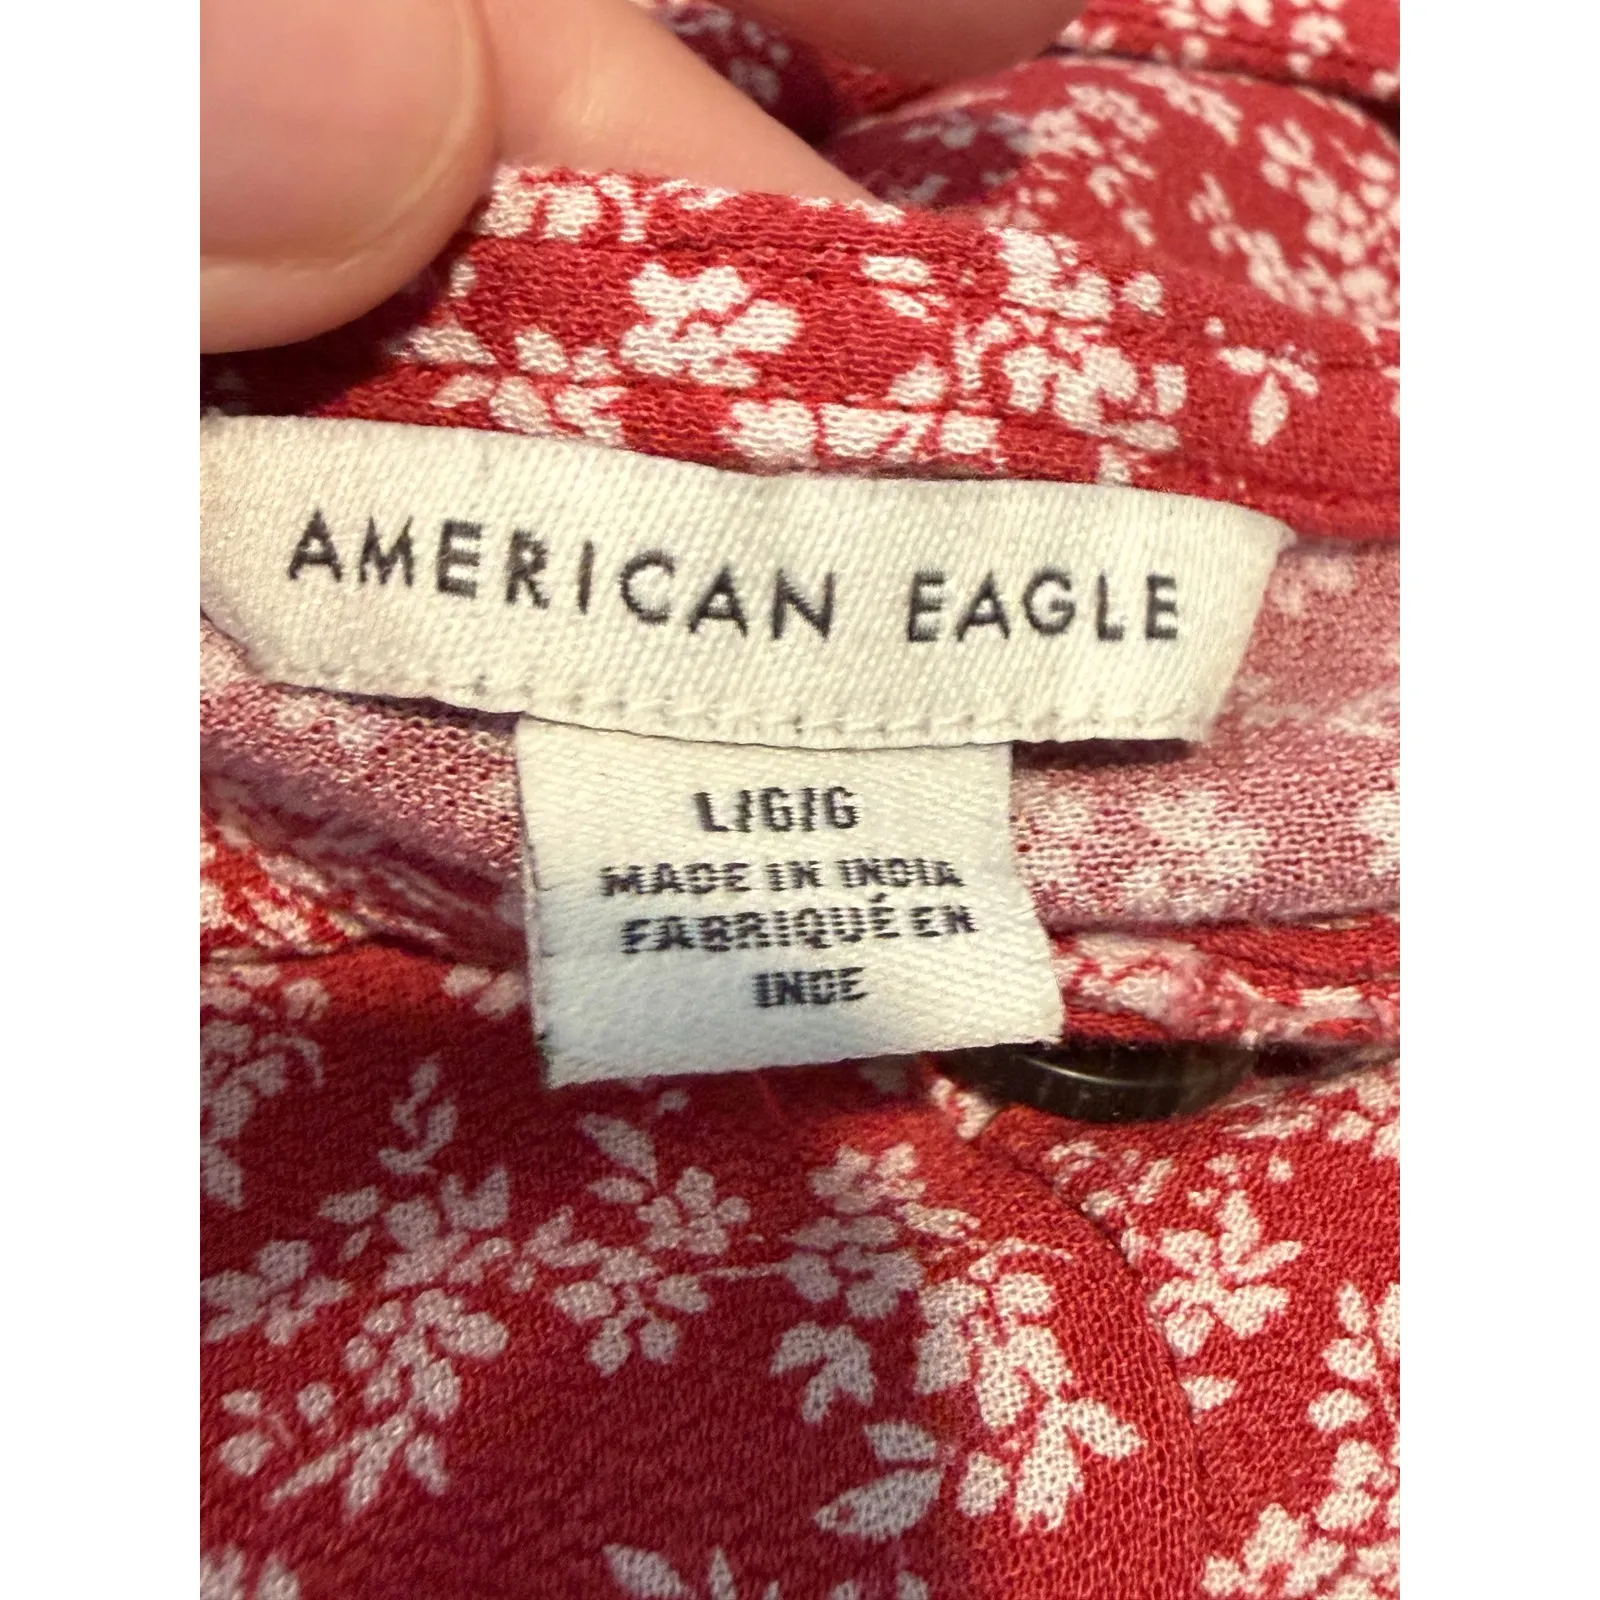 AMERICAN EAGLE
L/G/G
MADE IN INDIA
FABRIQUÉ EN
INDE